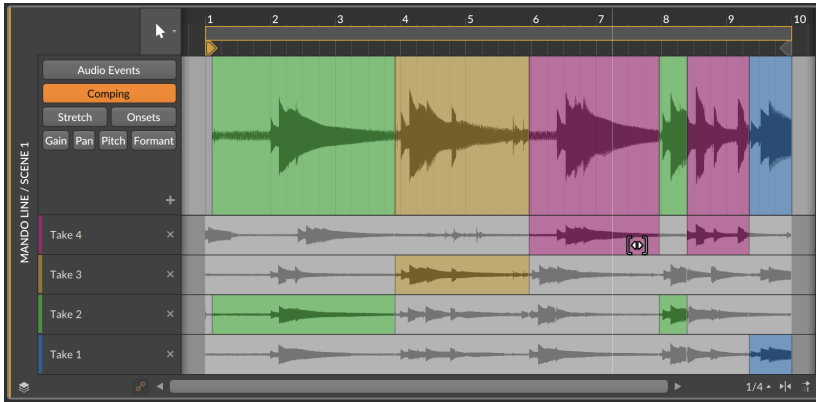 1 2 3 4 5 6 7 8 9 10
Audio Events
Comping
Stretch Onsets
Gain Pan Pitch Formant
+
MANDO LINE / SCENE 1
Take 4 ×
Take 3 ×
Take 2 ×
Take 1 ×
1/4